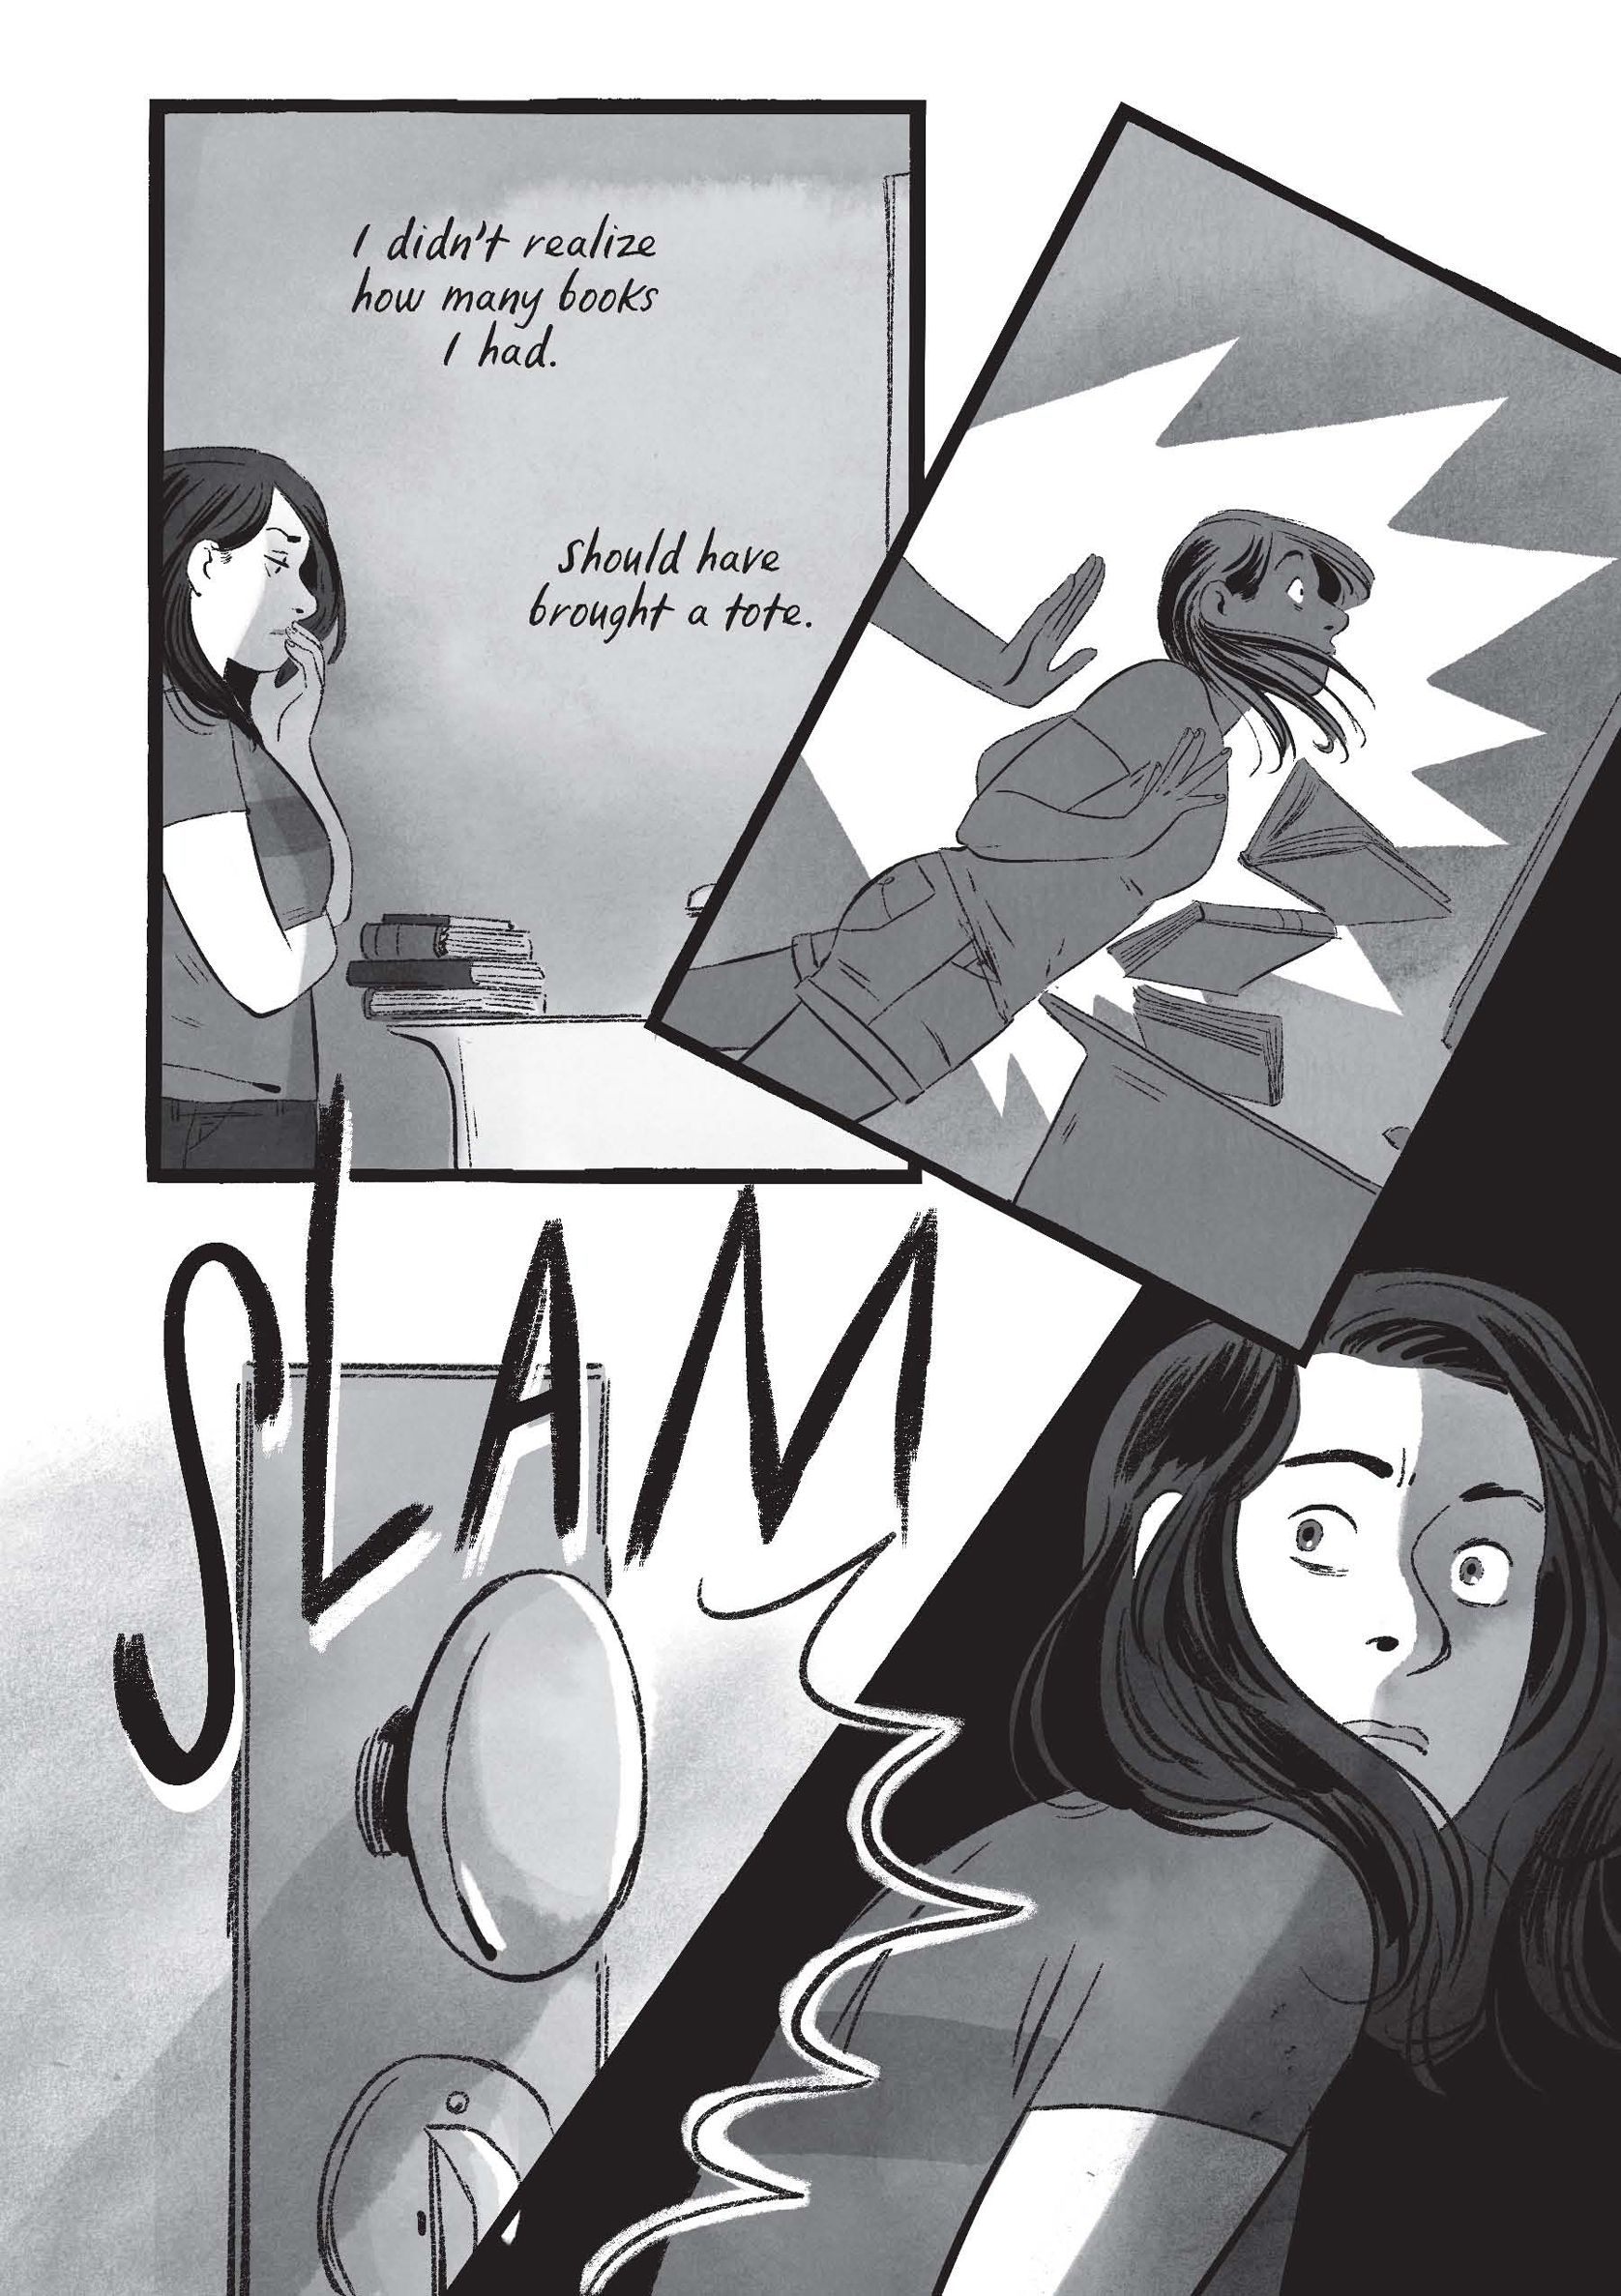 I didn't realize
how many books
I had.
Should have
brought a tote.
SLAM